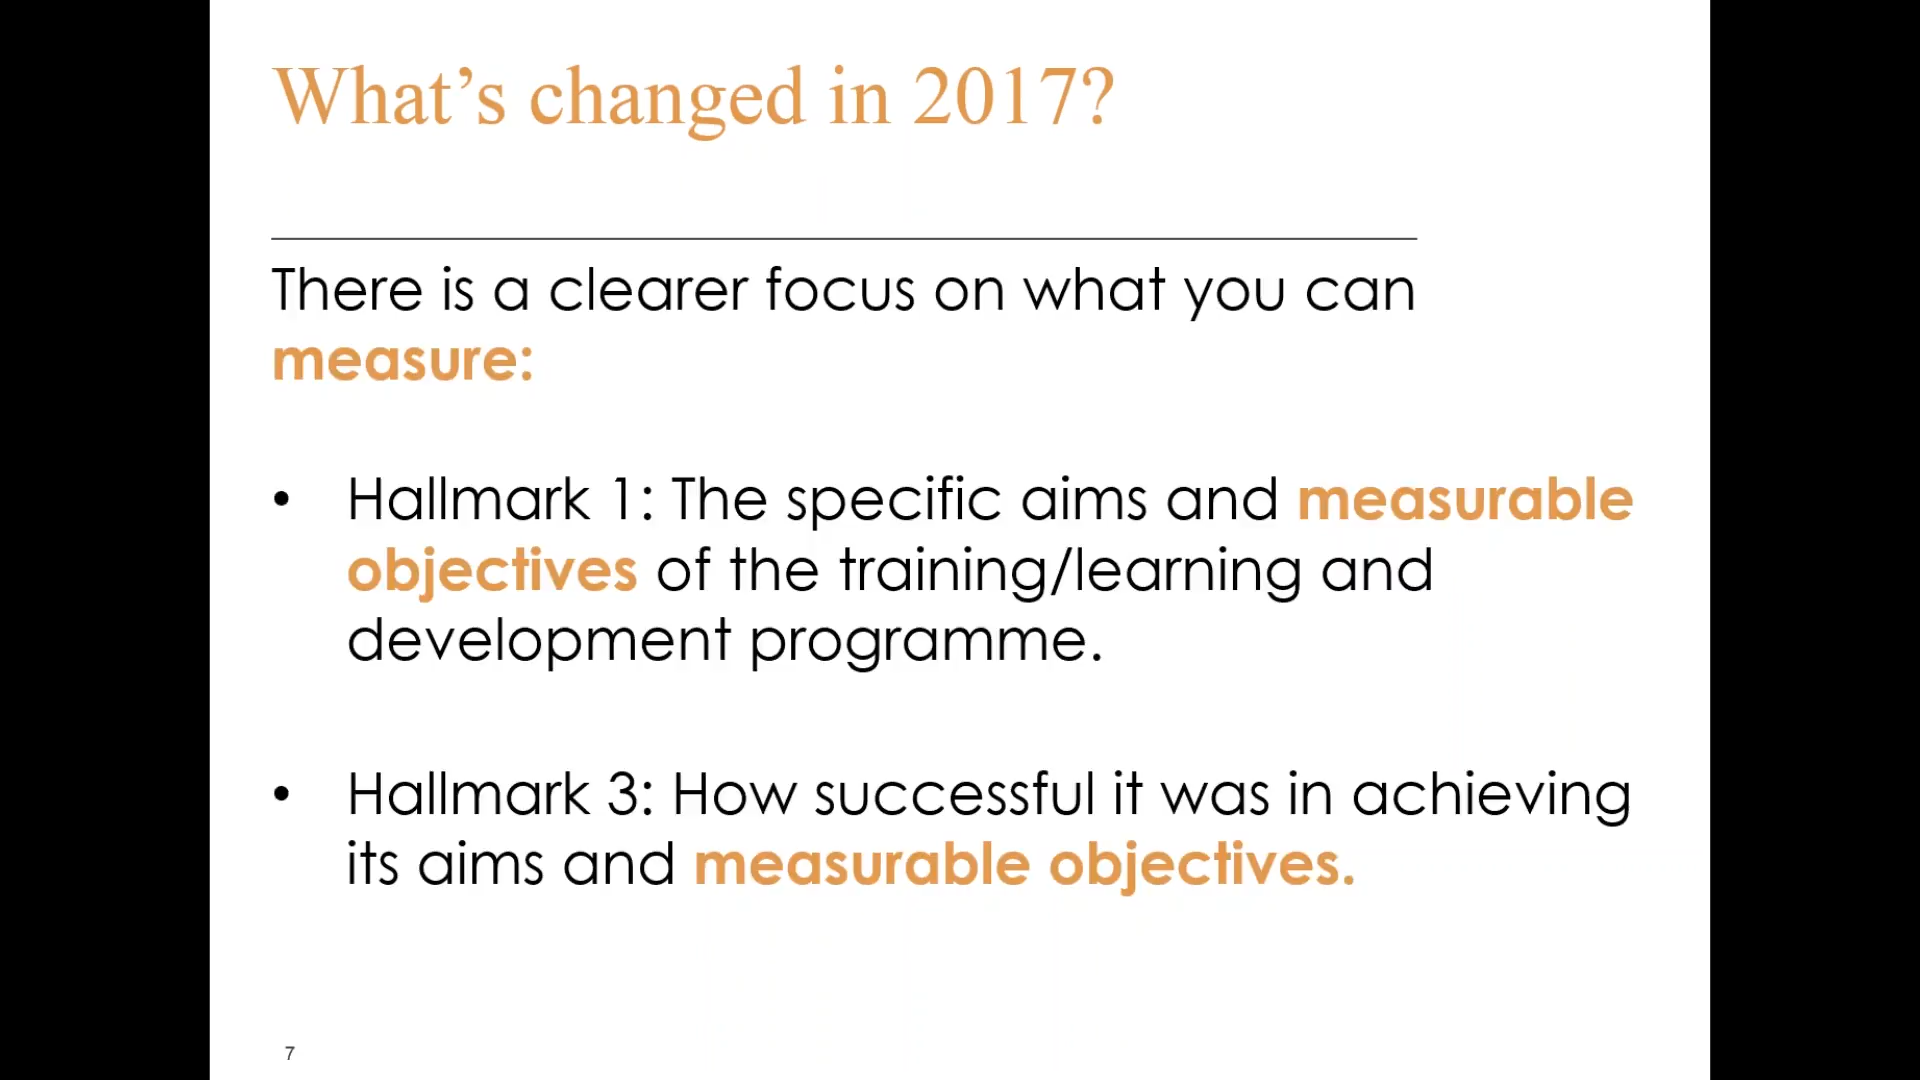 What’s changed in 2017?
There is a clearer focus on what you can
measure:
• Hallmark 1: The specific aims and measurable
objectives of the training/learning and
development programme.
• Hallmark 3: How successful it was in achieving
its aims and measurable objectives.
7